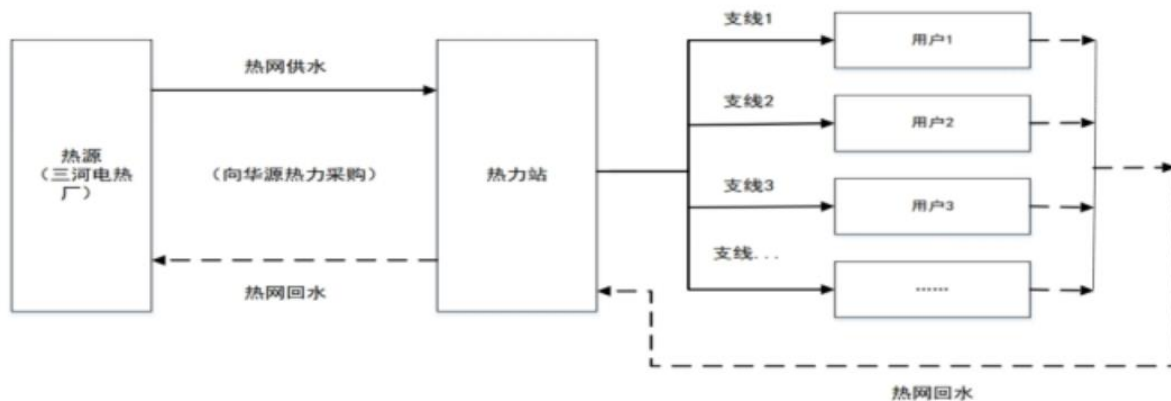 支线1
用户1
热网供水
支线2
用户2
热源
（三河电热
厂）
（向华源热力采购）
热力站
支线3
用户3
支线...
热网回水
......
热网回水